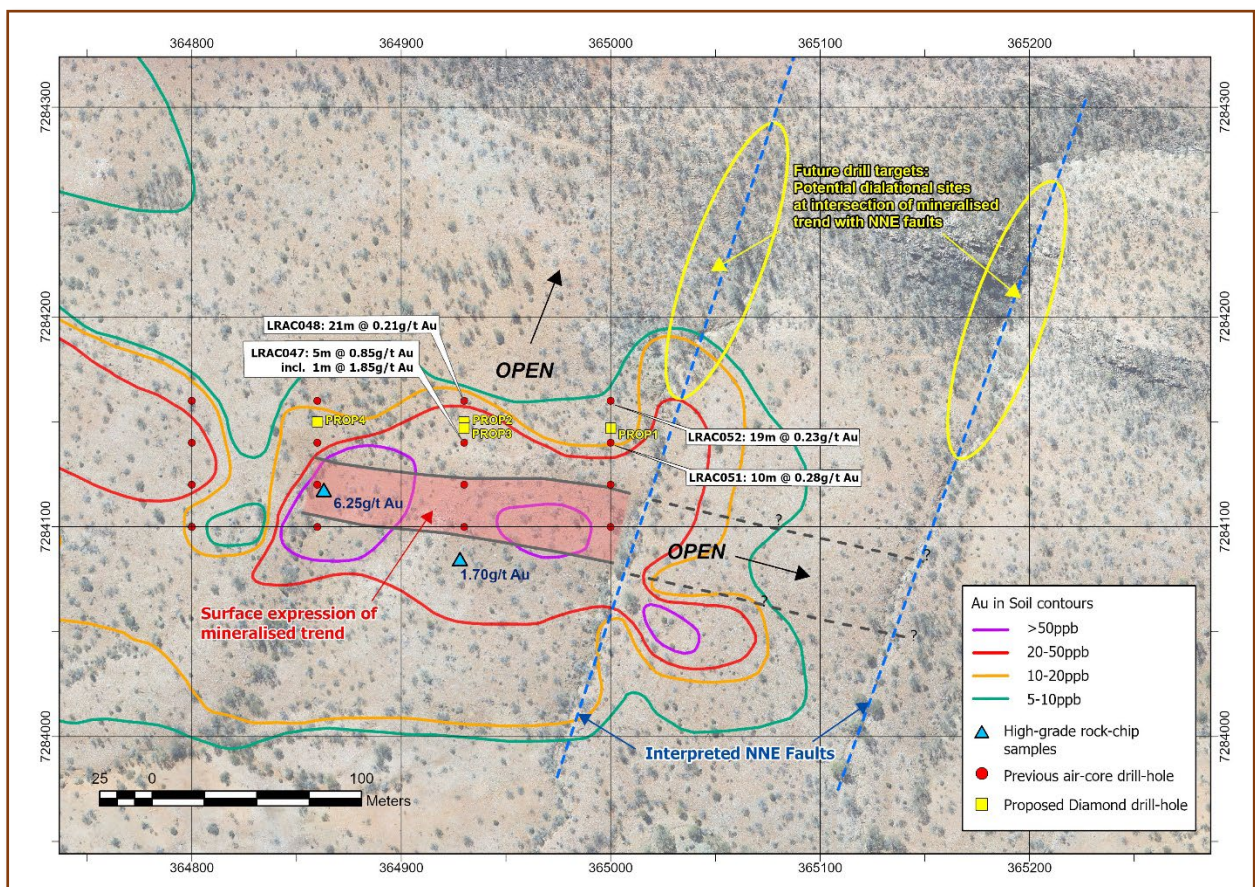 364800
364900
365000
365100
365200
7284300
7284300
Future drill targets:
Potential dialational sites
at intersection of mineralised
trend with NNE faults
7284200
7284200
LRAC048: 21m @ 0.21g/t Au
LRAC047: 5m @ 0.85g/t Au
incl. 1m @ 1.85g/t Au
OPEN
PROP4
PROP2
PROP3
PROP1
LRAC052: 19m @ 0.23g/t Au
LRAC051: 10m @ 0.28g/t Au
6.25g/t Au
7284100
7284100
?
OPEN
?
1.70g/t Au
?
?
Surface expression of
mineralised trend
Au in Soil contours
>50ppb
20-50ppb
10-20ppb
5-10ppb
High-grade rock-chip
samples
Previous air-core drill-hole
Proposed Diamond drill-hole
7284000
7284000
Interpreted NNE Faults
25
0
100
Meters
364800
364900
365000
365100
365200